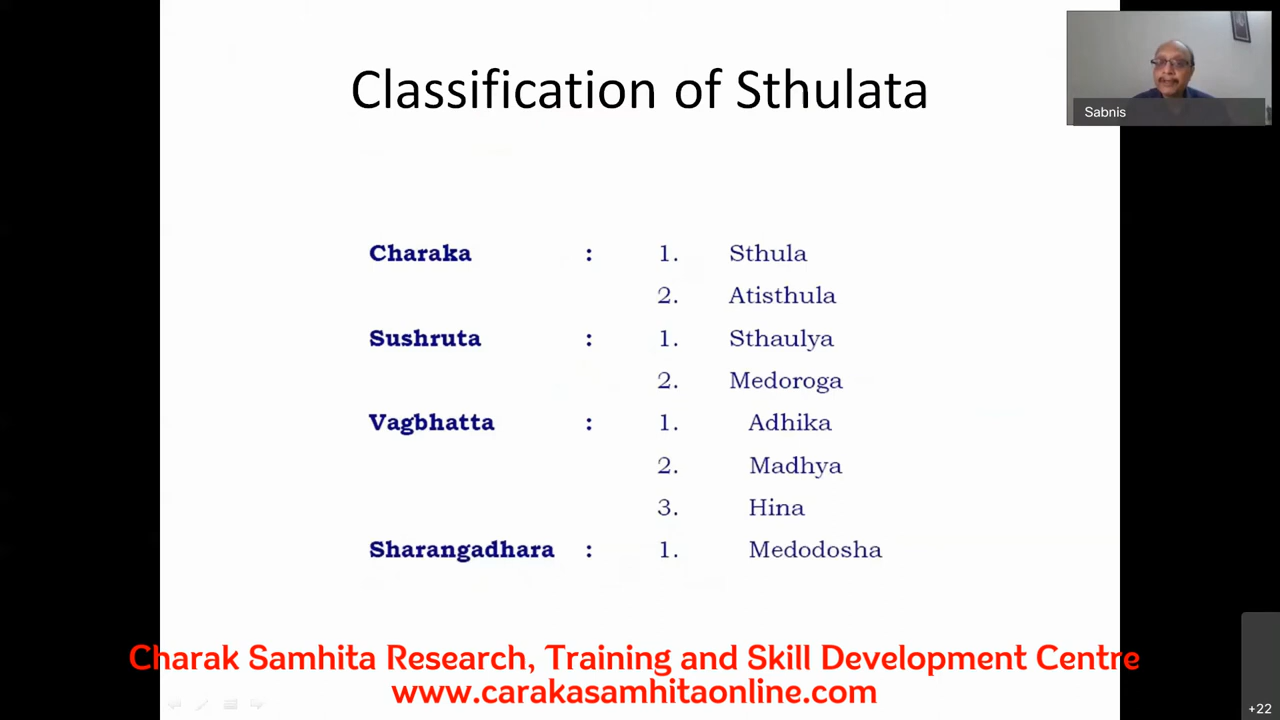 Classification of Sthulata
Sabnis
Charaka : 1. Sthula
2. Atisthula
Sushruta : 1. Sthaulya
2. Medoroga
Vagbhatta : 1. Adhika
2. Madhya
3. Hina
Sharangadhara : 1. Medodosha
Charak Samhita Research, Training and Skill Development Centre
www.carakasamhitaonline.com
+22